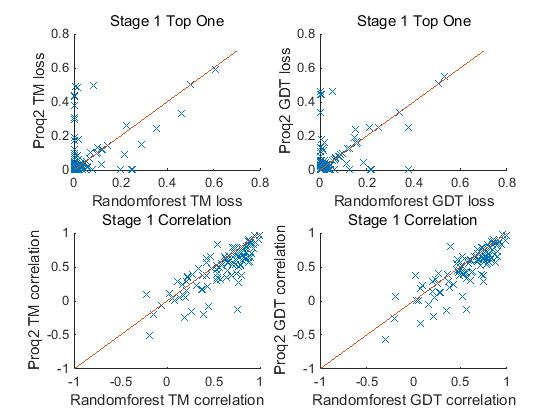 Stage 1 Top One
0.8
0.6
0.4
0.2
0
0 0.2 0.4 0.6 0.8
Proq2 TM loss
Randomforest TM loss
Stage 1 Top One
0.8
0.6
0.4
0.2
0
0 0.2 0.4 0.6 0.8
Proq2 GDT loss
Randomforest GDT loss
Stage 1 Correlation
1
0.5
0
-0.5
-1
-1 -0.5 0 0.5 1
Proq2 TM correlation
Randomforest TM correlation
Stage 1 Correlation
1
0.5
0
-0.5
-1
-1 -0.5 0 0.5 1
Proq2 GDT correlation
Randomforest GDT correlation